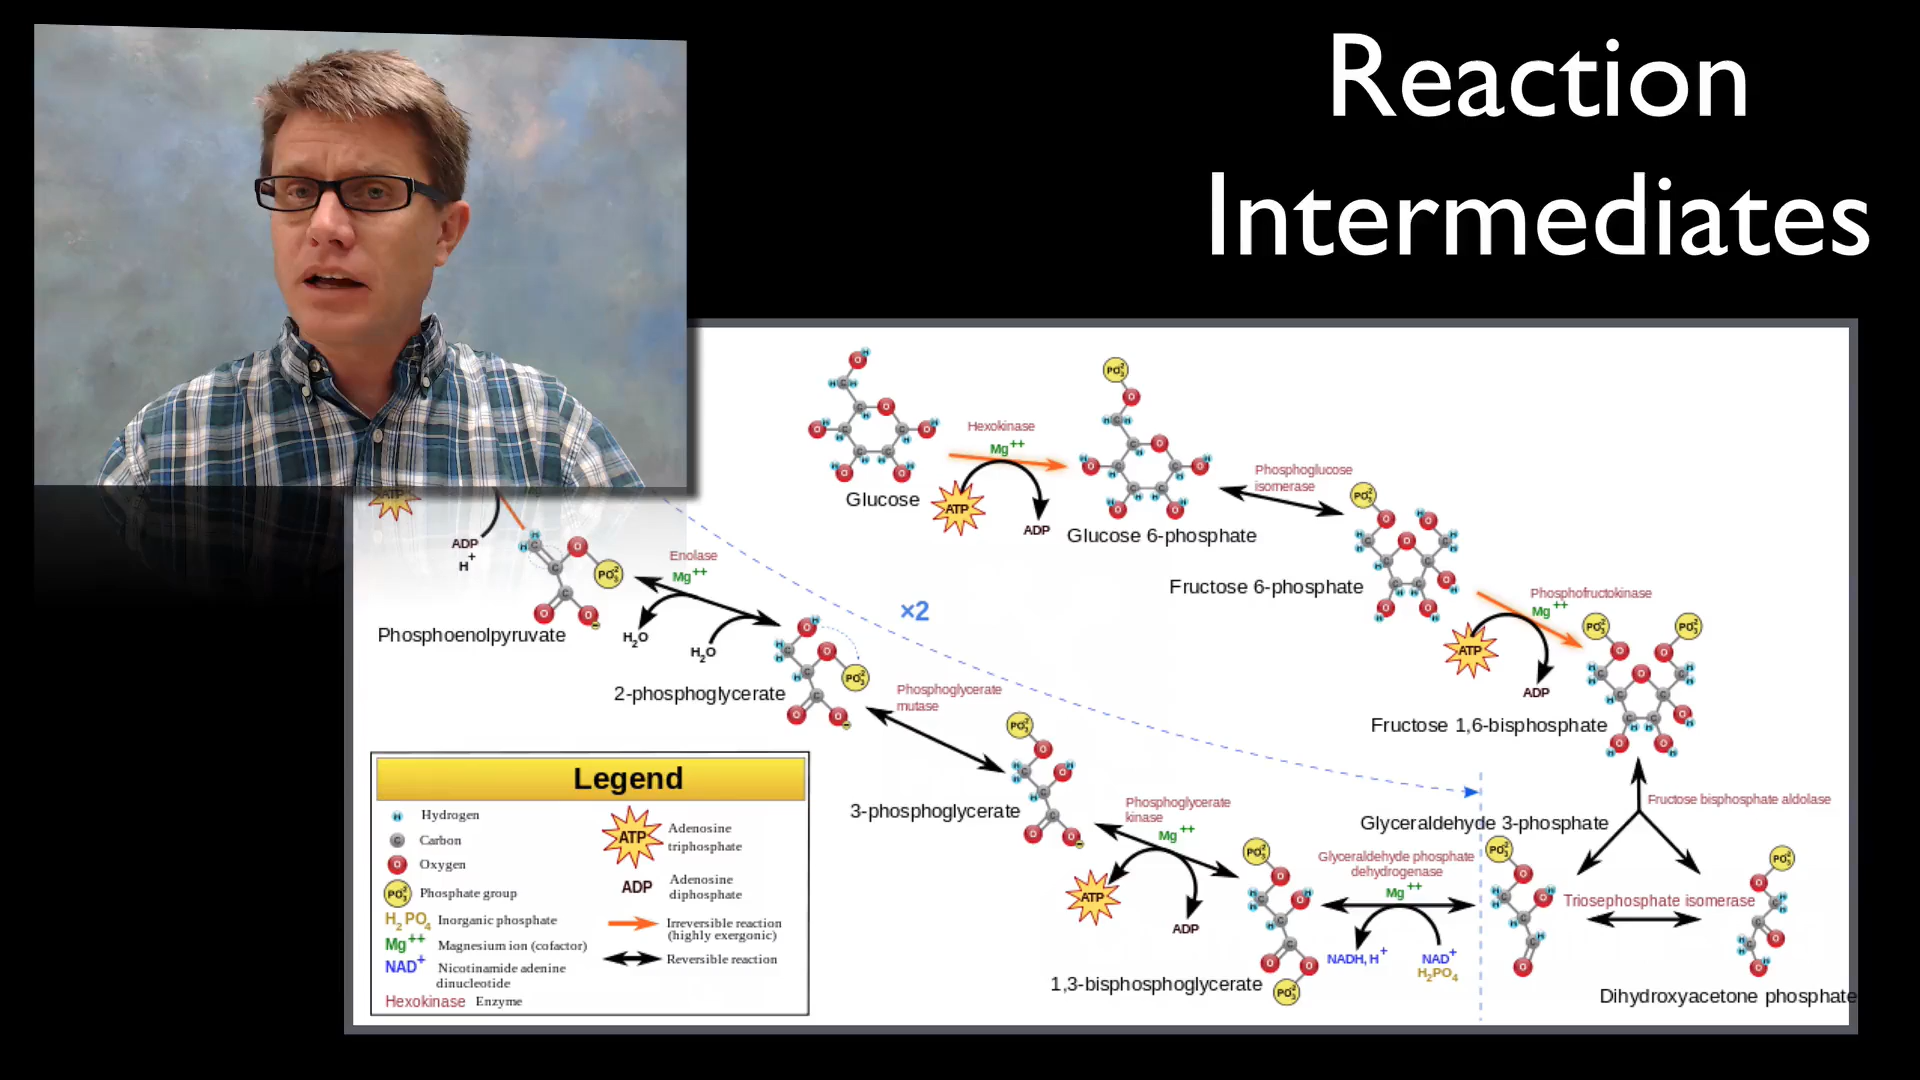 Reaction
Intermediates
Hexokinase
Mg++
Glucose
ATP
ADP
Glucose 6-phosphate
Phosphoglucose
isomerase
Fructose 6-phosphate
Phosphofructokinase
Mg++
ATP
ADP
Fructose 1,6-bisphosphate
Fructose bisphosphate aldolase
Glyceraldehyde 3-phosphate
Triosephosphate isomerase
Dihydroxyacetone phosphate
Glyceraldehyde phosphate
dehydrogenase
Mg++
NADH, H+
NAD+
H2PO4
1,3-bisphosphoglycerate
Phosphoglycerate
kinase
Mg++
ATP
ADP
3-phosphoglycerate
Phosphoglycerate
mutase
2-phosphoglycerate
×2
Enolase
Mg++
H2O
H2O
Phosphoenolpyruvate
ATP
ADP
H+
Legend
H Hydrogen
C Carbon
O Oxygen
PO3 2- Phosphate group
H2PO4 Inorganic phosphate
Mg++ Magnesium ion (cofactor)
NAD+ Nicotinamide adenine
dinucleotide
Hexokinase Enzyme
ATP Adenosine
triphosphate
ADP Adenosine
diphosphate
Irreversible reaction
(highly exergonic)
Reversible reaction